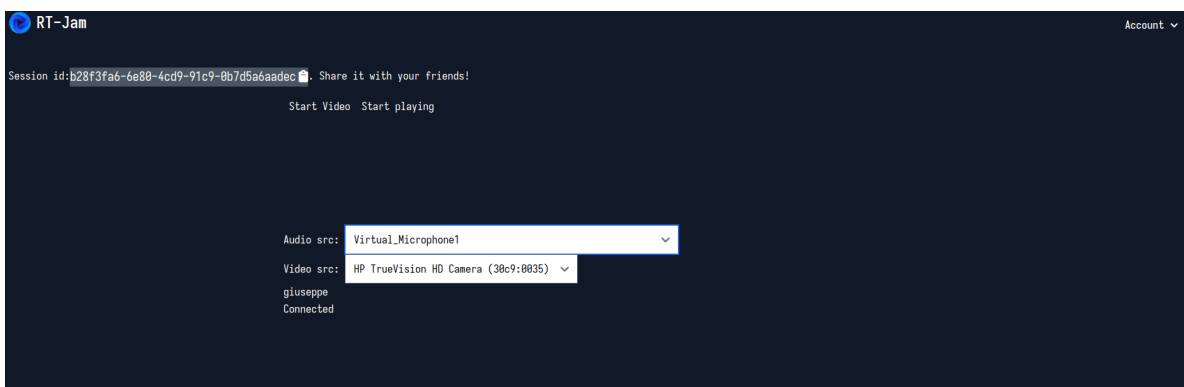 RT-Jam
Account
Session id:b28f3fa6-6e80-4cd9-91c9-0b7d5a6aadec. Share it with your friends!
Start Video Start playing
Audio src: Virtual_Microphone1
Video src: HP TrueVision HD Camera (30c9:0035)
giuseppe
Connected